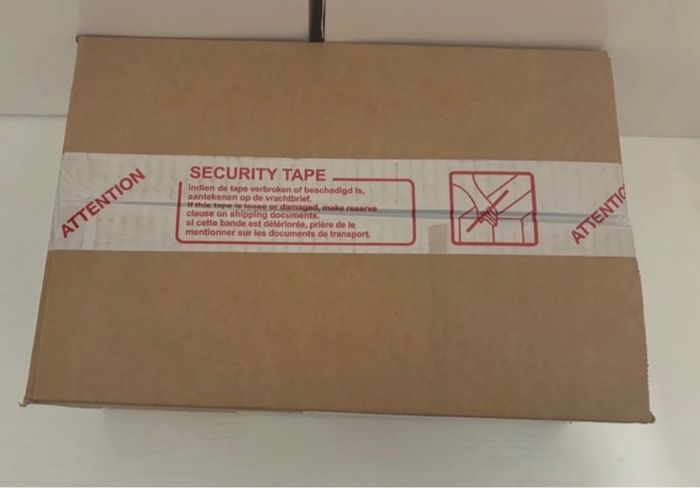 ATTENTION
SECURITY TAPE
Indien de tape verbroken of beschadigd is,
aantekenen op de vrachtbrief.
If this tape is loose or damaged, make reserve
clause on shipping documents.
si cette bande est détériorée, prière de le
mentionner sur les documents de transport.
ATTENTIO